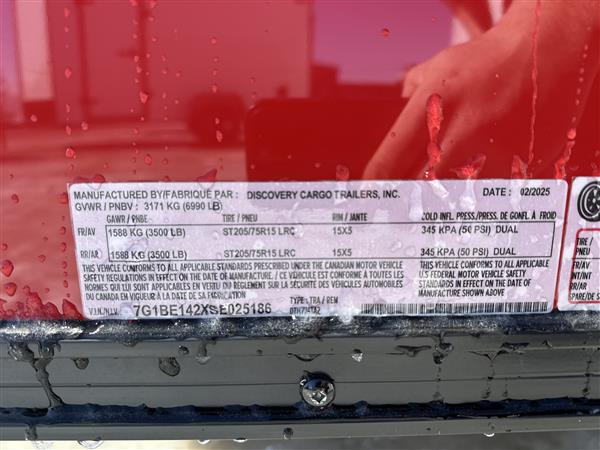 MANUFACTURED BY/FABRIQUÉ PAR : DISCOVERY CARGO TRAILERS, INC. DATE : 02/2025
GVWR / PNBV : 3171 KG (6990 LB)
GAWR / PNBE RIM / JANTE COLD INFL. PRESS./PRESS. DE GONFL. À FROID
FR/AV 1588 KG (3500 LB) ST205/75R15 LRC 15X5 345 KPA (50 PSI) DUAL
RR/AR 1588 KG (3500 LB) ST205/75R15 LRC 15X5 345 KPA (50 PSI) DUAL
THIS VEHICLE CONFORMS TO ALL APPLICABLE STANDARDS PRESCRIBED UNDER THE CANADIAN MOTOR VEHICLE
SAFETY REGULATIONS IN EFFECT ON THE DATE OF MANUFACTURE / CE VÉHICULE EST CONFORME À TOUTES LES
NORMES QUI LUI SONT APPLICABLES EN VERTU DU RÈGLEMENT SUR LA SÉCURITÉ DES VÉHICULES AUTOMOBILES
DU CANADA EN VIGUEUR À LA DATE DE SA FABRICATION
THIS VEHICLE CONFORMS TO ALL APPLICABLE
U.S FEDERAL MOTOR VEHICLE SAFETY
STANDARDS IN EFFECT ON THE DATE OF
MANUFACTURE SHOWN ABOVE
V.I.N./N.I.V. 7G1BE142XSE025186 TYPE: TRA / REM
TIRE /
PNEU
FR/AV
RR/AR